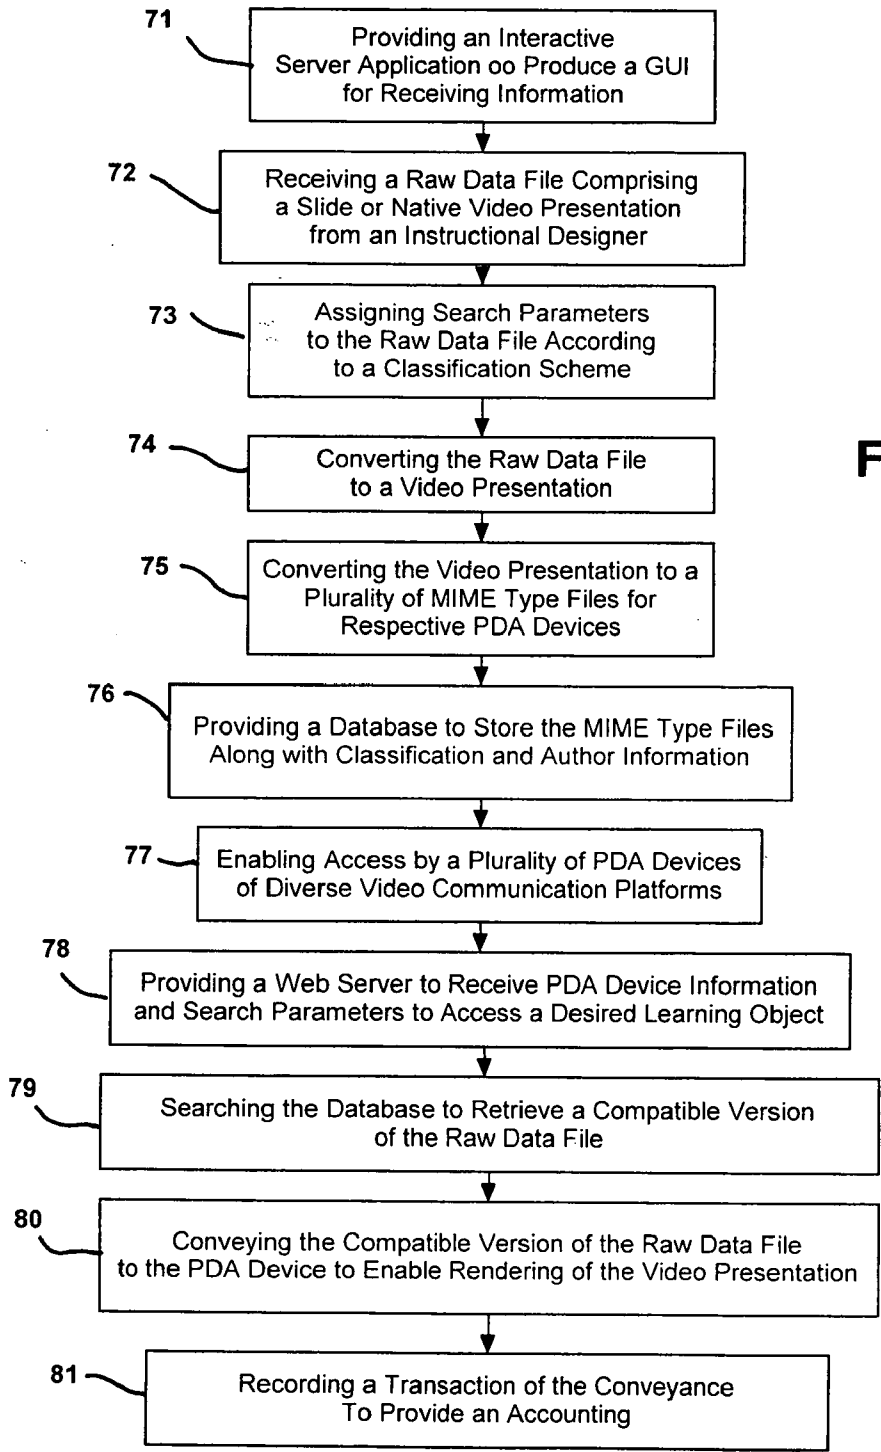 71
Providing an Interactive
Server Application oo Produce a GUI
for Receiving Information
72
Receiving a Raw Data File Comprising
a Slide or Native Video Presentation
from an Instructional Designer
73
Assigning Search Parameters
to the Raw Data File According
to a Classification Scheme
74
Converting the Raw Data File
to a Video Presentation
F
75
Converting the Video Presentation to a
Plurality of MIME Type Files for
Respective PDA Devices
76
Providing a Database to Store the MIME Type Files
Along with Classification and Author Information
77
Enabling Access by a Plurality of PDA Devices
of Diverse Video Communication Platforms
78
Providing a Web Server to Receive PDA Device Information
and Search Parameters to Access a Desired Learning Object
79
Searching the Database to Retrieve a Compatible Version
of the Raw Data File
80
Conveying the Compatible Version of the Raw Data File
to the PDA Device to Enable Rendering of the Video Presentation
81
Recording a Transaction of the Conveyance
To Provide an Accounting